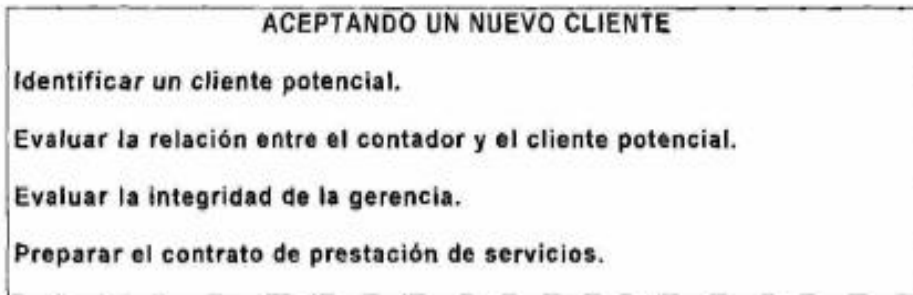 ACEPTANDO UN NUEVO CLIENTE
Identificar un cliente potencial.
Evaluar la relación entre el contador y el cliente potencial.
Evaluar la integridad de la gerencia.
Preparar el contrato de prestación de servicios.